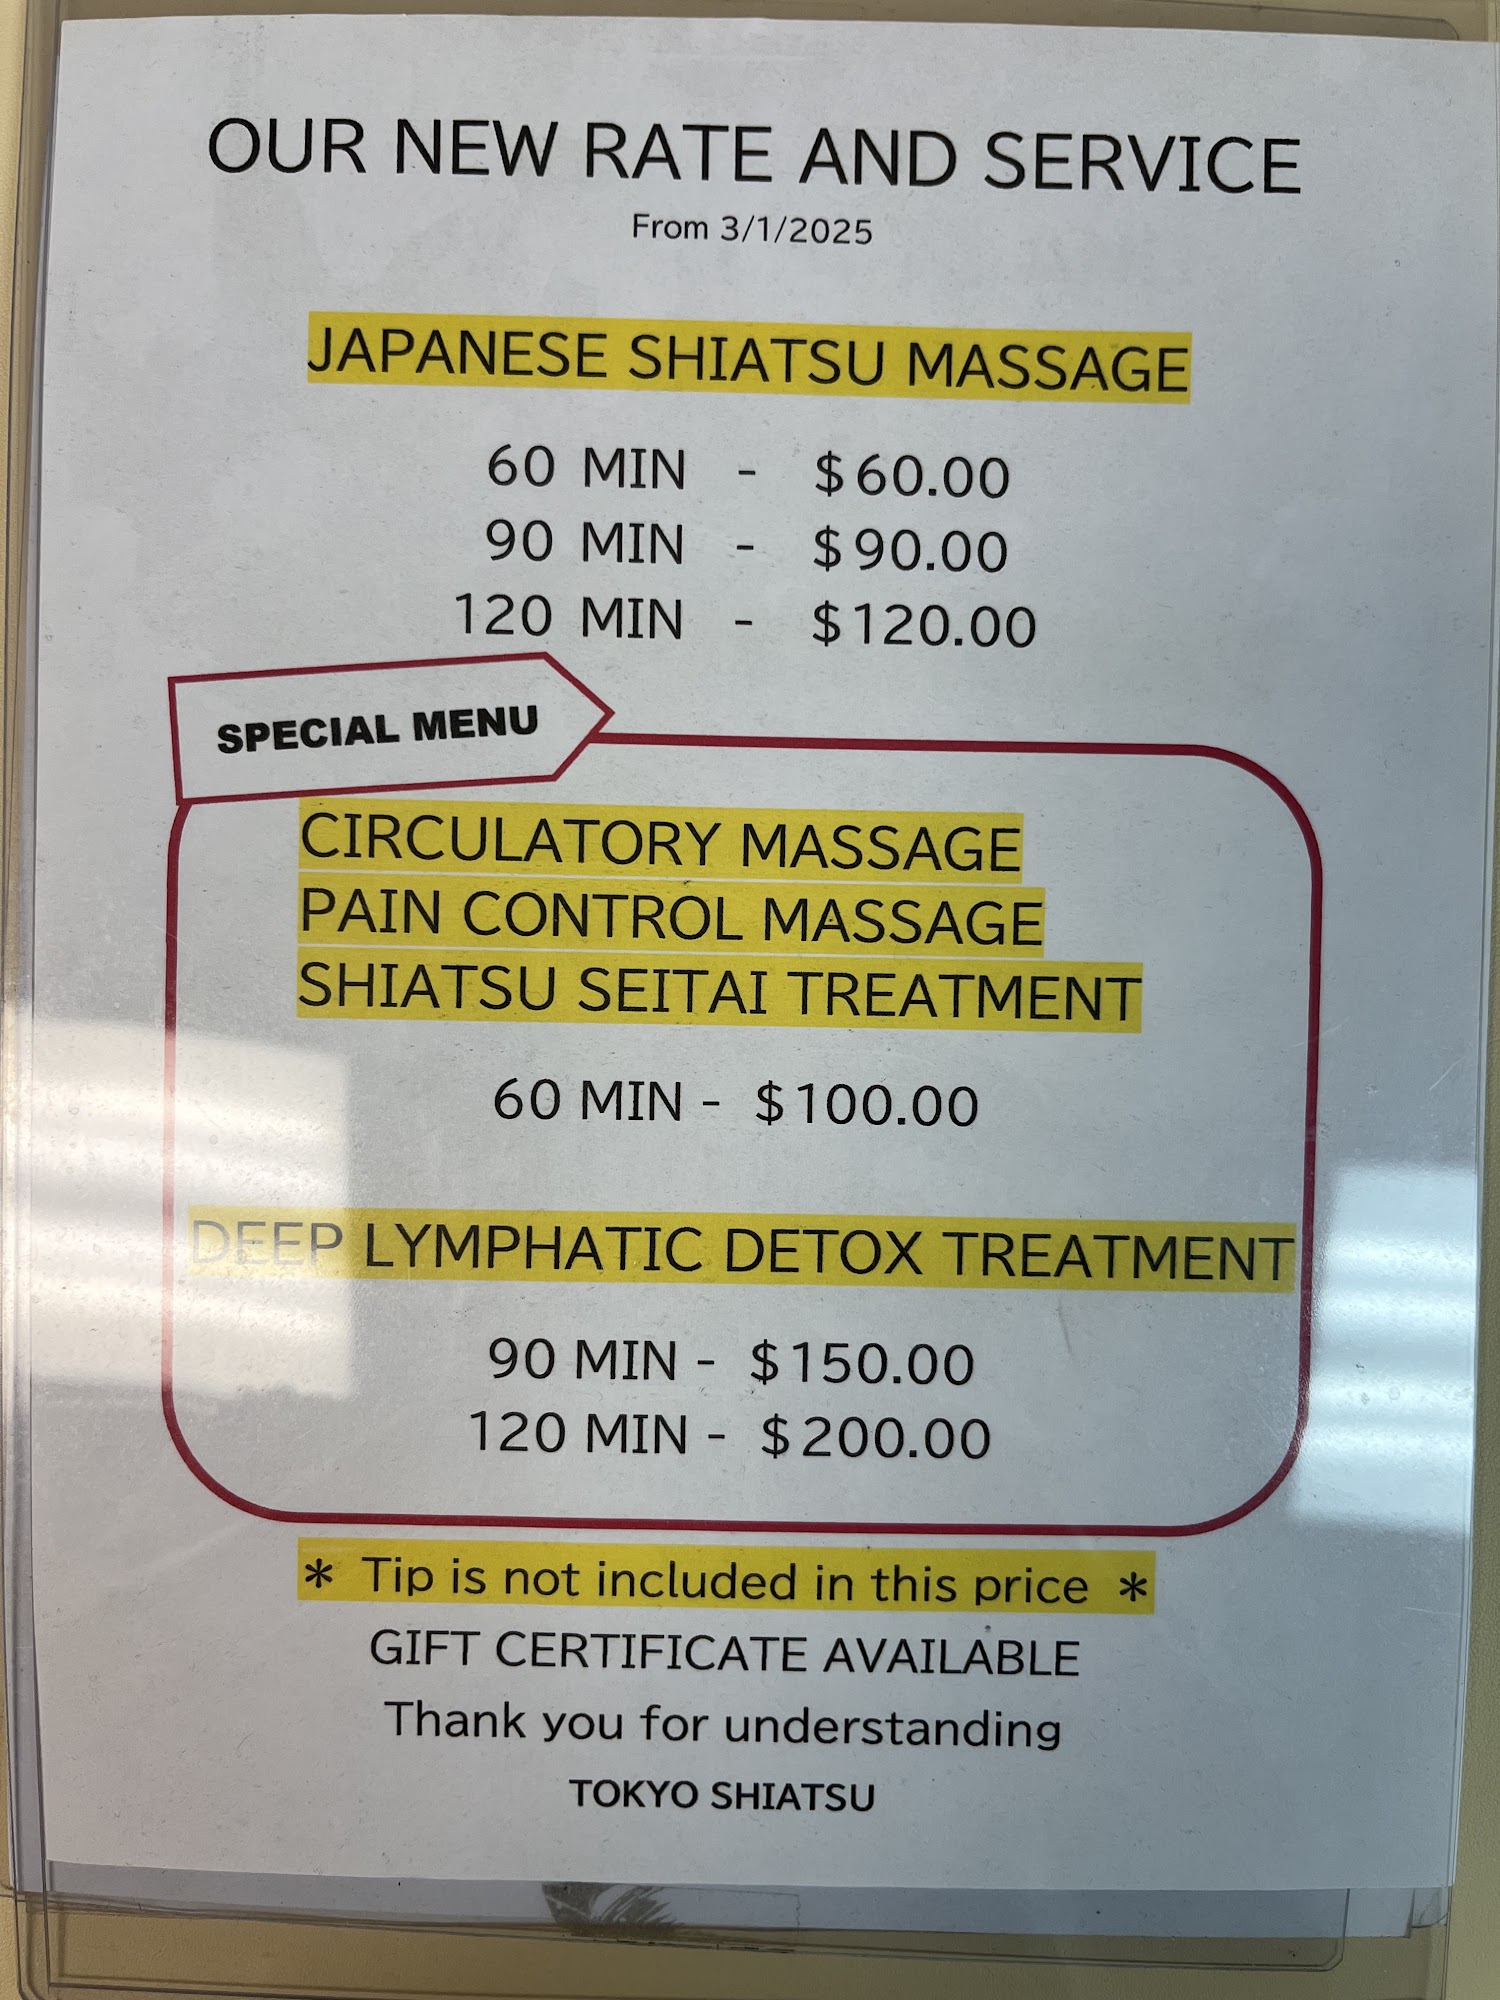 OUR NEW RATE AND SERVICE
From 3/1/2025
JAPANESE SHIATSU MASSAGE
60 MIN - $60.00
90 MIN - $90.00
120 MIN - $120.00
SPECIAL MENU
CIRCULATORY MASSAGE
PAIN CONTROL MASSAGE
SHIATSU SEITAI TREATMENT
60 MIN - $100.00
DEEP LYMPHATIC DETOX TREATMENT
90 MIN - $150.00
120 MIN - $200.00
* Tip is not included in this price *
GIFT CERTIFICATE AVAILABLE
Thank you for understanding
TOKYO SHIATSU